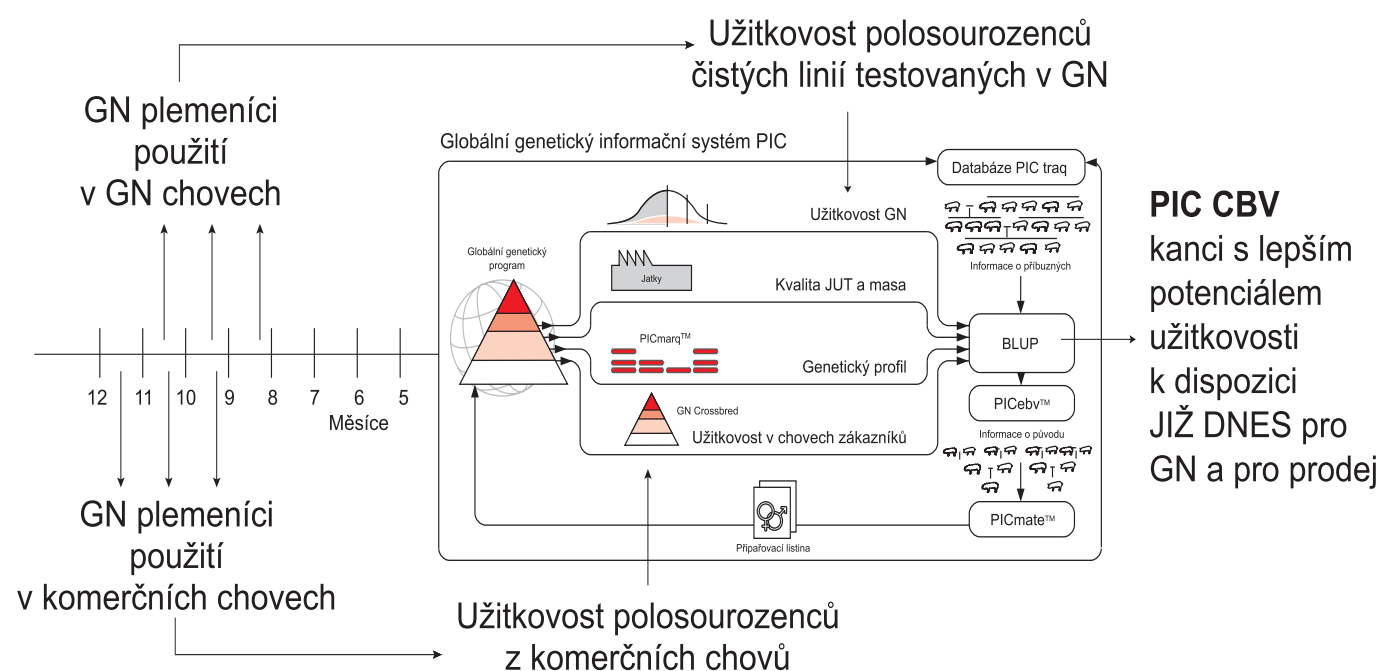 Užitkovost polosourozenců
čistých linií testovaných v GN
GN plemeníci
použití
v GN chovech
Globální genetický informační systém PIC
Databáze PIC traq
Užitkovost GN
Globální genetický
program
Jatky
Kvalita JUT a masa
Informace o příbuzných
PICmarq™
Genetický profil
BLUP
PICebv™
GN Crossbred
Užitkovost v chovech zákazníků
Informace o původu
PICmate™
Připařovací listina
PIC CBV
kanci s lepším
potenciálem
užitkovosti
k dispozici
JIŽ DNES pro
GN a pro prodej
12 11 10 9 8 7 6 5
Měsíce
GN plemeníci
použití
v komerčních chovech
Užitkovost polosourozenců
z komerčních chovů